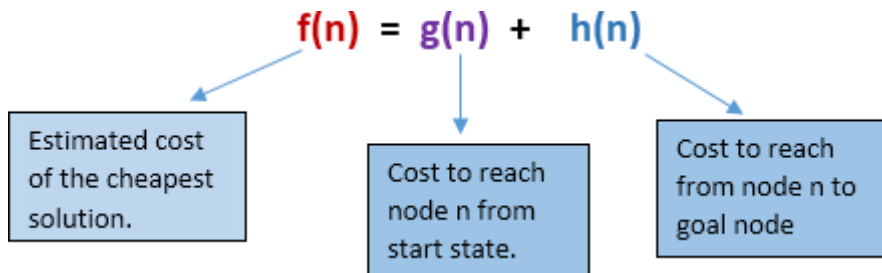 f(n) = g(n) + h(n)
Estimated cost
of the cheapest
solution.
Cost to reach
node n from
start state.
Cost to reach
from node n to
goal node